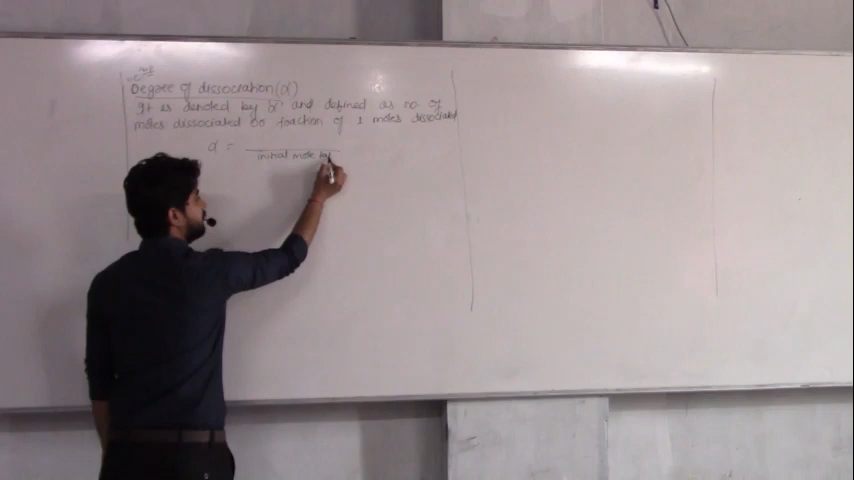 Degree of dissociation (α)
It is denoted by 'α' and defined as no of
moles dissociated or fraction of 1 moles dissociated
α =
initial mole